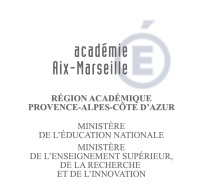 académie
Aix-Marseille
RÉGION ACADÉMIQUE
PROVENCE-ALPES-CÔTE D'AZUR
MINISTÈRE
DE L'ÉDUCATION NATIONALE
MINISTÈRE
DE L'ENSEIGNEMENT SUPÉRIEUR,
DE LA RECHERCHE
ET DE L'INNOVATION